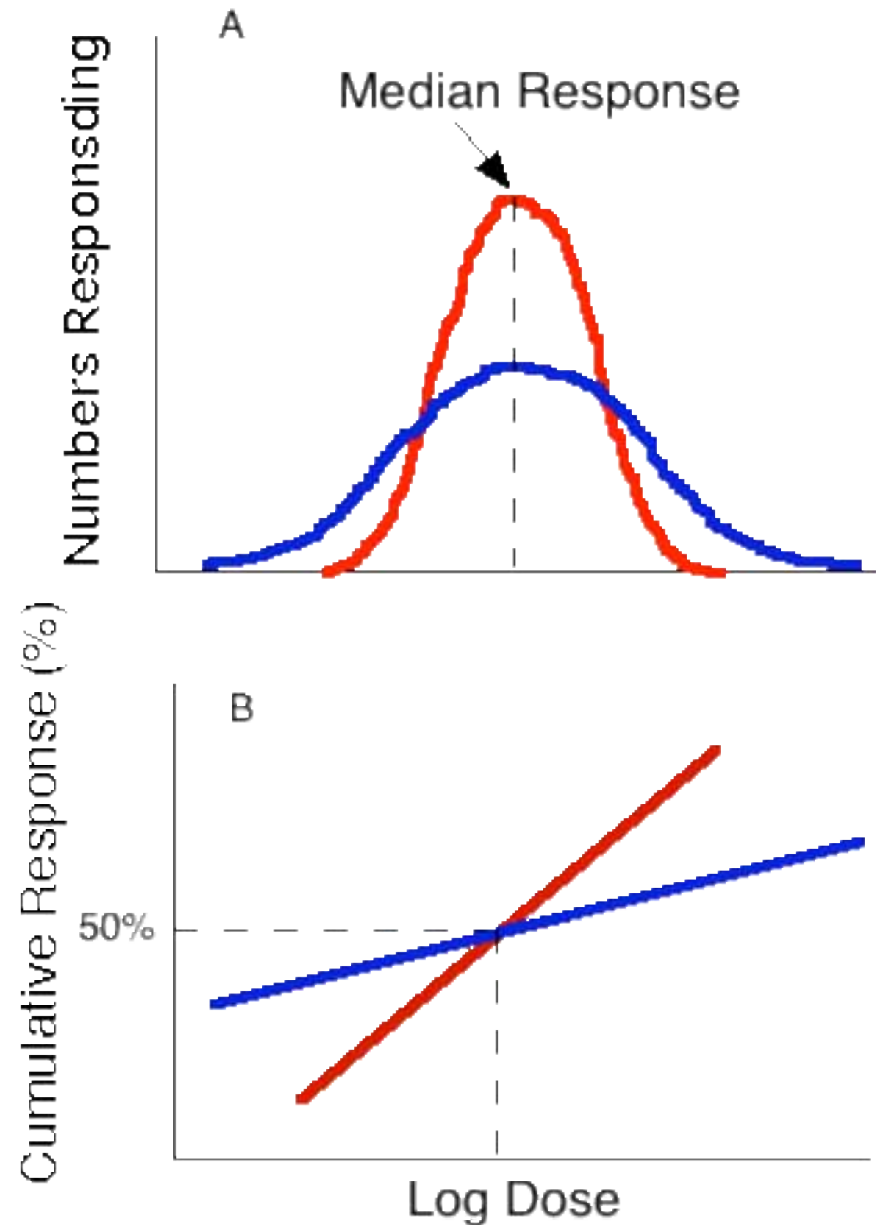 A
Median Response
Numbers Responsding
B
Cumulative Response (%)
50%
Log Dose